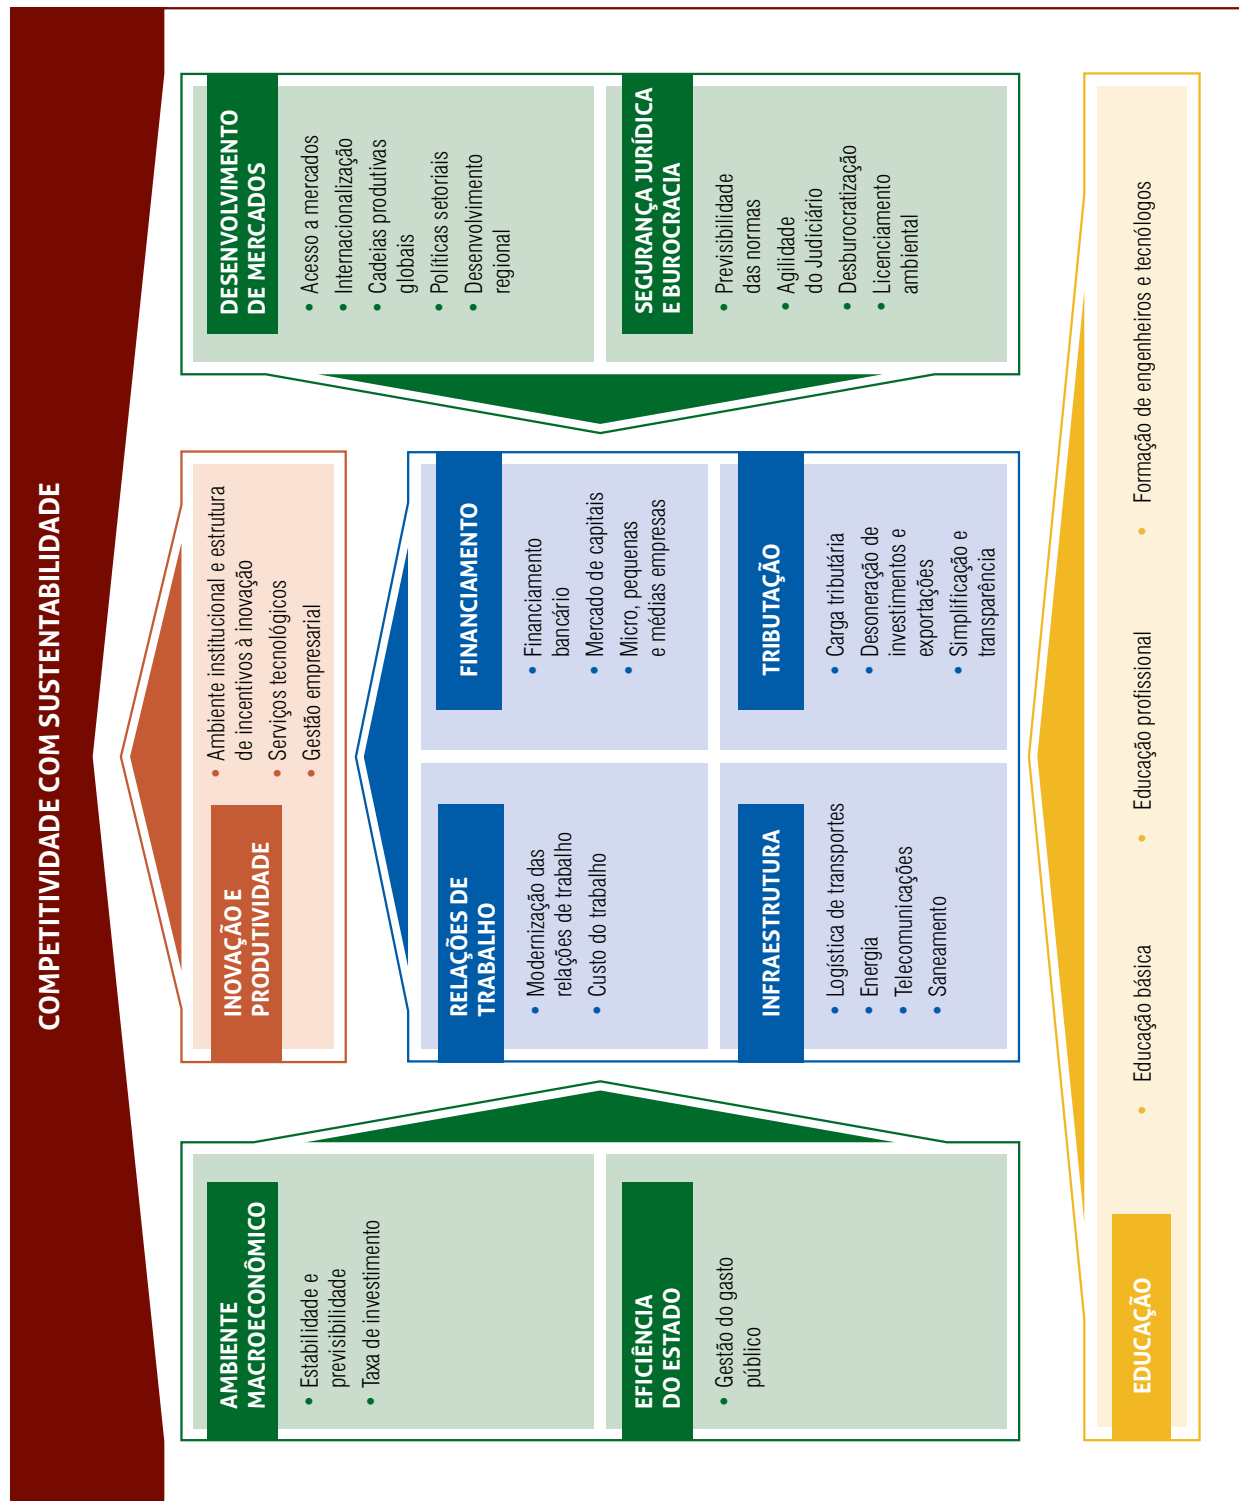 COMPETITIVIDADE COM SUSTENTABILIDADE
AMBIENTE
MACROECONÔMICO
• Estabilidade e
previsibilidade
• Taxa de investimento
EFICIÊNCIA
DO ESTADO
• Gestão do gasto
público
INOVAÇÃO E
PRODUTIVIDADE
• Ambiente institucional e estrutura
de incentivos à inovação
• Serviços tecnológicos
• Gestão empresarial
RELAÇÕES DE
TRABALHO
• Modernização das
relações de trabalho
• Custo do trabalho
FINANCIAMENTO
• Financiamento
bancário
• Mercado de capitais
• Micro, pequenas
e médias empresas
INFRAESTRUTURA
• Logística de transportes
• Energia
• Telecomunicações
• Saneamento
TRIBUTAÇÃO
• Carga tributária
• Desoneração de
investimentos e
exportações
• Simplificação e
transparência
DESENVOLVIMENTO
DE MERCADOS
• Acesso a mercados
• Internacionalização
• Cadeias produtivas
globais
• Políticas setoriais
• Desenvolvimento
regional
SEGURANÇA JURÍDICA
E BUROCRACIA
• Previsibilidade
das normas
• Agilidade
do Judiciário
• Desburocratização
• Licenciamento
ambiental
EDUCAÇÃO
• Educação básica
• Educação profissional
• Formação de engenheiros e tecnólogos